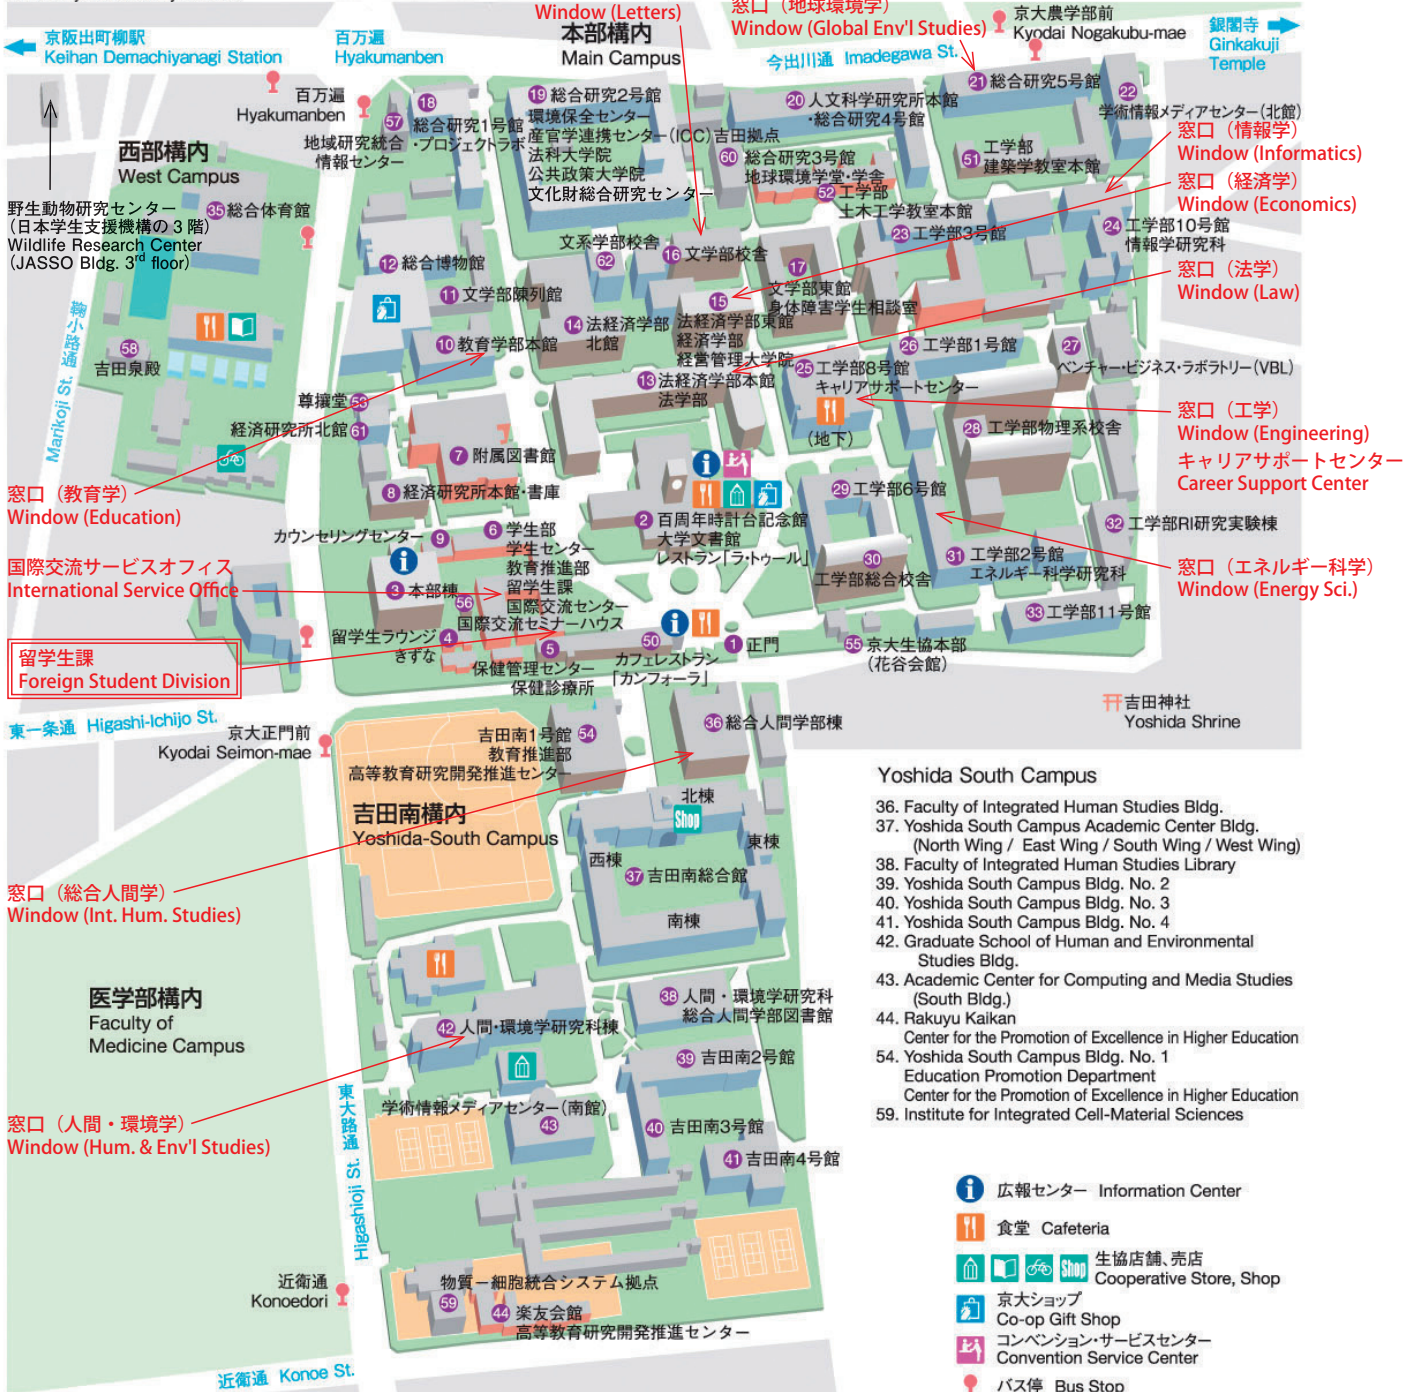 Window (Letters)
窓口（地球環境学）
Window (Global Env'l Studies)
京大農学部前
Kyodai Nogakubu-mae
銀閣寺
Ginkakuji
Temple
京阪出町柳駅
Keihan Demachiyanagi Station
百万遍
Hyakumanben
本部構内
Main Campus
今出川通 Imadegawa St.
百万遍
Hyakumanben
57
地域研究統合
情報センター
18
総合研究1号館
・プロジェクトラボ
19 総合研究2号館
環境保全センター
産官学連携センター(ICC)吉田拠点
法科大学院
公共政策大学院
文化財総合研究センター
20 人文科学研究所本館
・総合研究4号館
21 総合研究5号館
22
学術情報メディアセンター(北館)
窓口（情報学）
Window (Informatics)
窓口（経済学）
Window (Economics)
60 総合研究3号館
地球環境学堂・学舎
52 工学部
土木工学教室本館
51 工学部
建築学教室本館
西部構内
West Campus
野生動物研究センター
(日本学生支援機構の３階)
Wildlife Research Center
(JASSO Bldg. 3rd floor)
35 総合体育館
12 総合博物館
11 文学部陳列館
10 教育学部本館
文系学部校舎
62
16 文学部校舎
17
文学部東館
身体障害学生相談室
23 工学部3号館
24 工学部10号館
情報学研究科
窓口（法学）
Window (Law)
14 法経済学部
北館
15
法経済学部東館
経済学部
経営管理大学院
13 法経済学部本館
法学部
25 工学部8号館
キャリアサポートセンター
(地下)
26 工学部1号館
27
ベンチャー・ビジネス・ラボラトリー(VBL)
窓口（工学）
Window (Engineering)
キャリアサポートセンター
Career Support Center
28 工学部物理系校舎
鞠小路通
Marikoji St.
58
吉田泉殿
尊攘堂 53
経済研究所北館 61
7 附属図書館
8 経済研究所本館・書庫
窓口（教育学）
Window (Education)
カウンセリングセンター 9
6 学生部
学生センター
教育推進部
留学生課
国際交流センター
国際交流セミナーハウス
56
2 百周年時計台記念館
大学文書館
レストラン「ラ・トゥール」
29 工学部6号館
30
工学部総合校舎
31 工学部2号館
エネルギー科学研究科
32 工学部RI研究実験棟
窓口（エネルギー科学）
Window (Energy Sci.)
33 工学部11号館
国際交流サービスオフィス
International Service Office
3 本部棟
留学生ラウンジ 4
きずな
5
保健管理センター
保健診療所
50
カフェレストラン
「カンフォーラ」
1 正門
55 京大生協本部
(花谷会館)
留学生課
Foreign Student Division
吉田神社
Yoshida Shrine
東一条通 Higashi-Ichijo St.
京大正門前
Kyodai Seimon-mae
吉田南1号館 54
教育推進部
高等教育研究開発推進センター
36 総合人間学部棟
吉田南構内
Yoshida-South Campus
北棟
Shop
東棟
西棟
37 吉田南総合館
南棟
窓口（総合人間学）
Window (Int. Hum. Studies)
Yoshida South Campus
36. Faculty of Integrated Human Studies Bldg.
37. Yoshida South Campus Academic Center Bldg.
(North Wing / East Wing / South Wing / West Wing)
38. Faculty of Integrated Human Studies Library
39. Yoshida South Campus Bldg. No. 2
40. Yoshida South Campus Bldg. No. 3
41. Yoshida South Campus Bldg. No. 4
42. Graduate School of Human and Environmental
Studies Bldg.
43. Academic Center for Computing and Media Studies
(South Bldg.)
44. Rakuyu Kaikan
Center for the Promotion of Excellence in Higher Education
54. Yoshida South Campus Bldg. No. 1
Education Promotion Department
Center for the Promotion of Excellence in Higher Education
59. Institute for Integrated Cell-Material Sciences
医学部構内
Faculty of
Medicine Campus
42 人間・環境学研究科棟
38 人間・環境学研究科
総合人間学部図書館
39 吉田南2号館
学術情報メディアセンター(南館)
43
40 吉田南3号館
41 吉田南4号館
窓口（人間・環境学）
Window (Hum. & Env'l Studies)
東大路通
Higashioji St.
近衛通
Konoedori
物質－細胞統合システム拠点
59
44 楽友会館
高等教育研究開発推進センター
近衛通 Konoe St.
広報センター Information Center
食堂 Cafeteria
Shop
生協店舗、売店
Cooperative Store, Shop
京大ショップ
Co-op Gift Shop
コンベンション・サービスセンター
Convention Service Center
バス停 Bus Stop